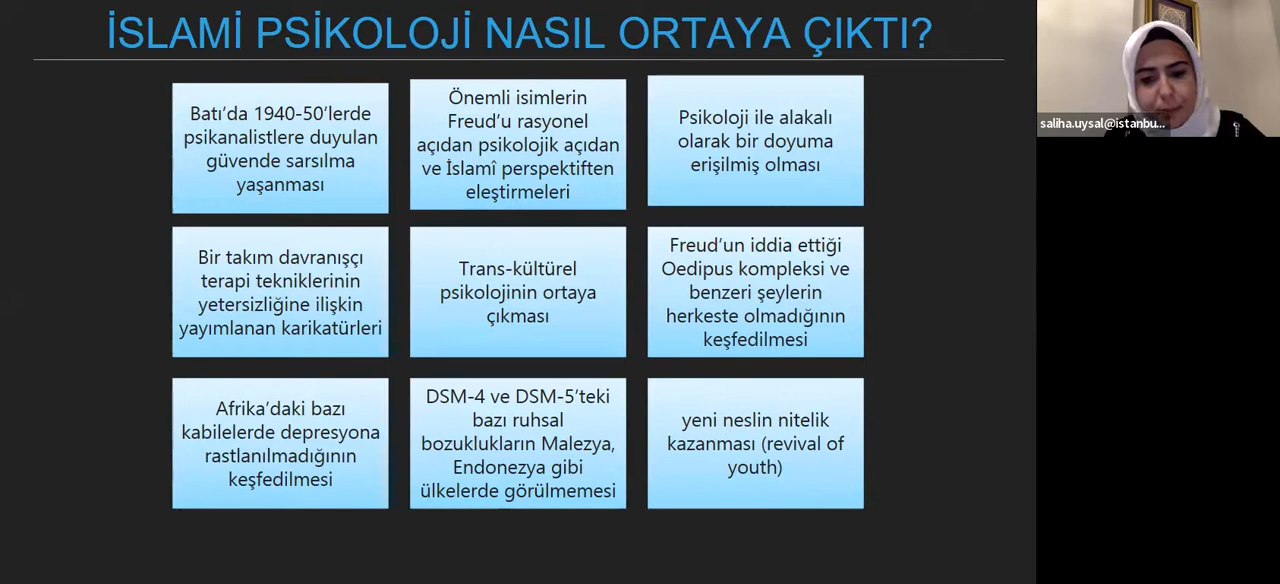 İSLAMİ PSİKOLOJİ NASIL ORTAYA ÇIKTI?
Batı’da 1940-50’lerde
psikanalistlere duyulan
güvende sarsılma
yaşanması
Önemli isimlerin
Freud’u rasyonel
açıdan psikolojik açıdan
ve İslamî perspektiften
eleştirmeleri
Psikoloji ile alakalı
olarak bir doyuma
erişilmiş olması
Bir takım davranışçı
terapi tekniklerinin
yetersizliğine ilişkin
yayımlanan karikatürleri
Trans-kültürel
psikolojinin ortaya
çıkması
Freud’un iddia ettiği
Oedipus kompleksi ve
benzeri şeylerin
herkeste olmadığının
keşfedilmesi
Afrika’daki bazı
kabilelerde depresyona
rastlanılmadığının
keşfedilmesi
DSM-4 ve DSM-5’teki
bazı ruhsal
bozuklukların Malezya,
Endonezya gibi
ülkelerde görülmemesi
yeni neslin nitelik
kazanması (revival of
youth)
saliha.uysal@istanbu...